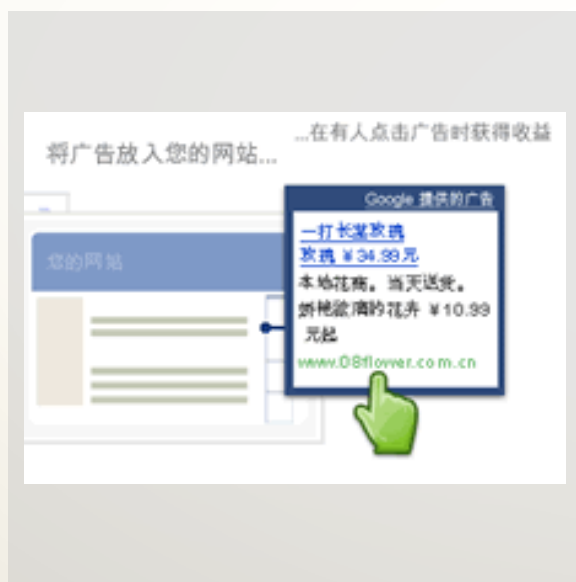 将广告放入您的网站...
...在有人点击广告时获得收益
您的网站
Google 提供的广告
一打长茎玫瑰
玫瑰 ¥34.99元
本地花商。当天送货。
娇艳欲滴的花卉 ¥10.99
元起
www.08flower.com.cn